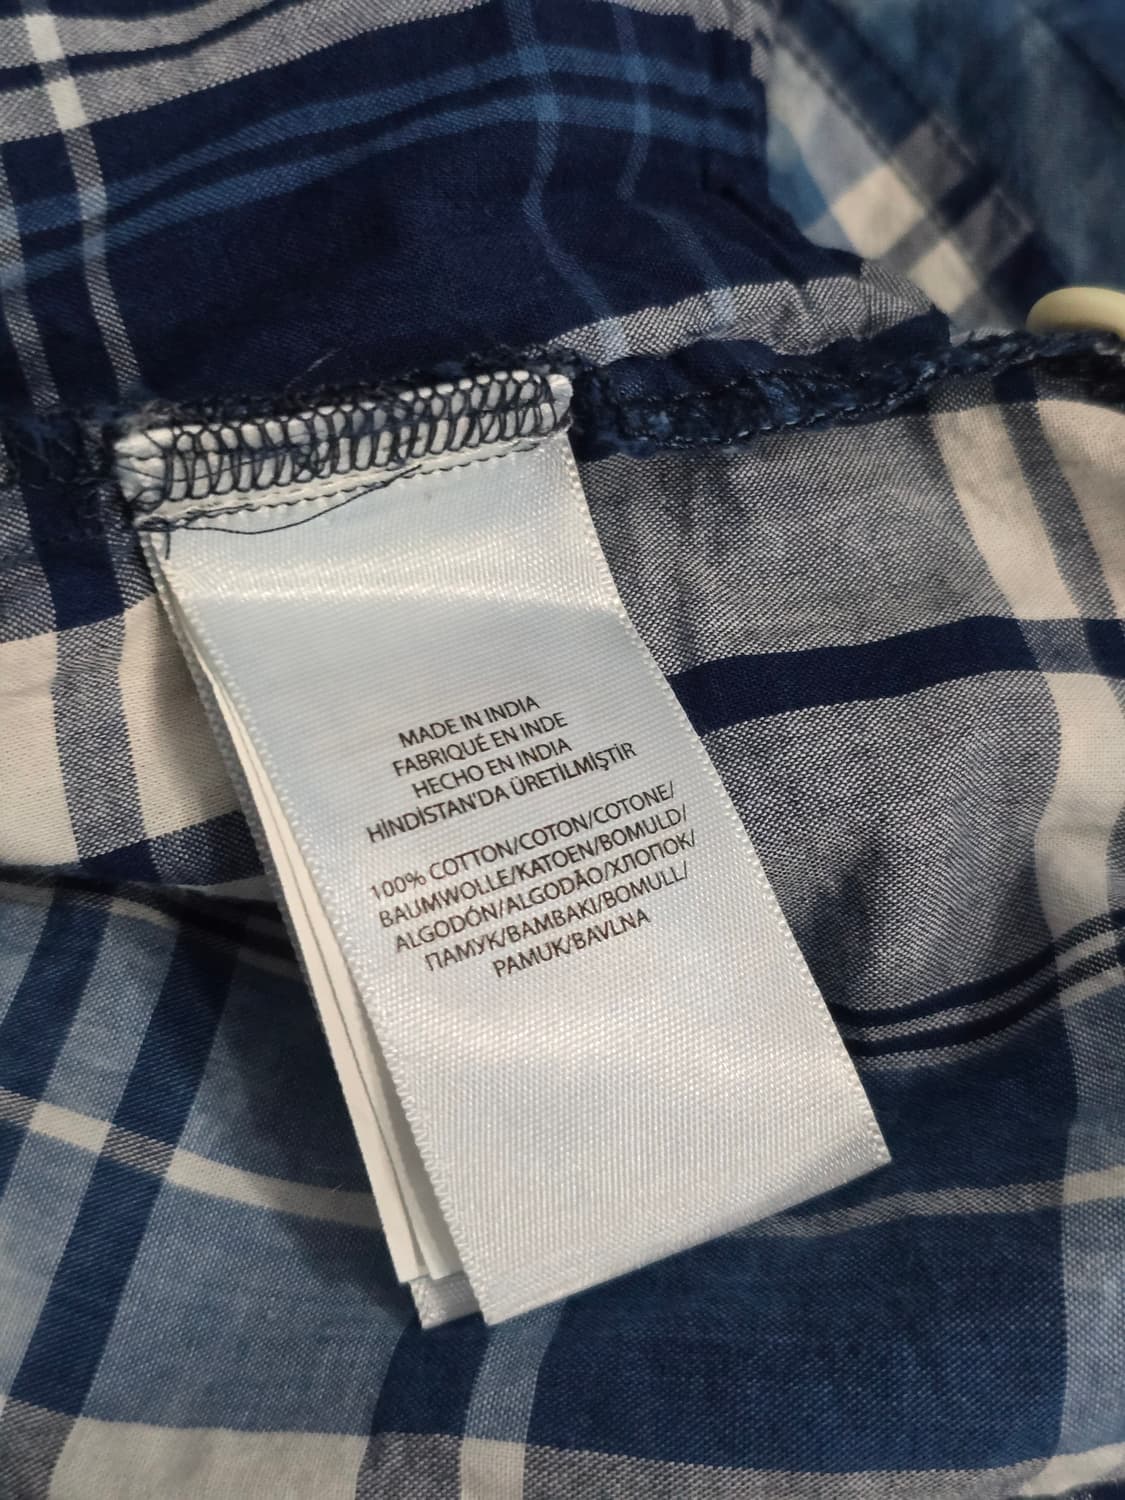 MADE IN INDIA
FABRIQUÉ EN INDE
HECHO EN INDIA
HİNDİSTAN'DA ÜRETİLMİŞTİR
100% COTTON/COTON/COTONE/
BAUMWOLLE/KATOEN/BOMULD/
ALGODÓN/ALGODÃO/ХЛОПОК/
ПАМУК/BAMBAKI/BOMULL/
PAMUK/BAVLNA